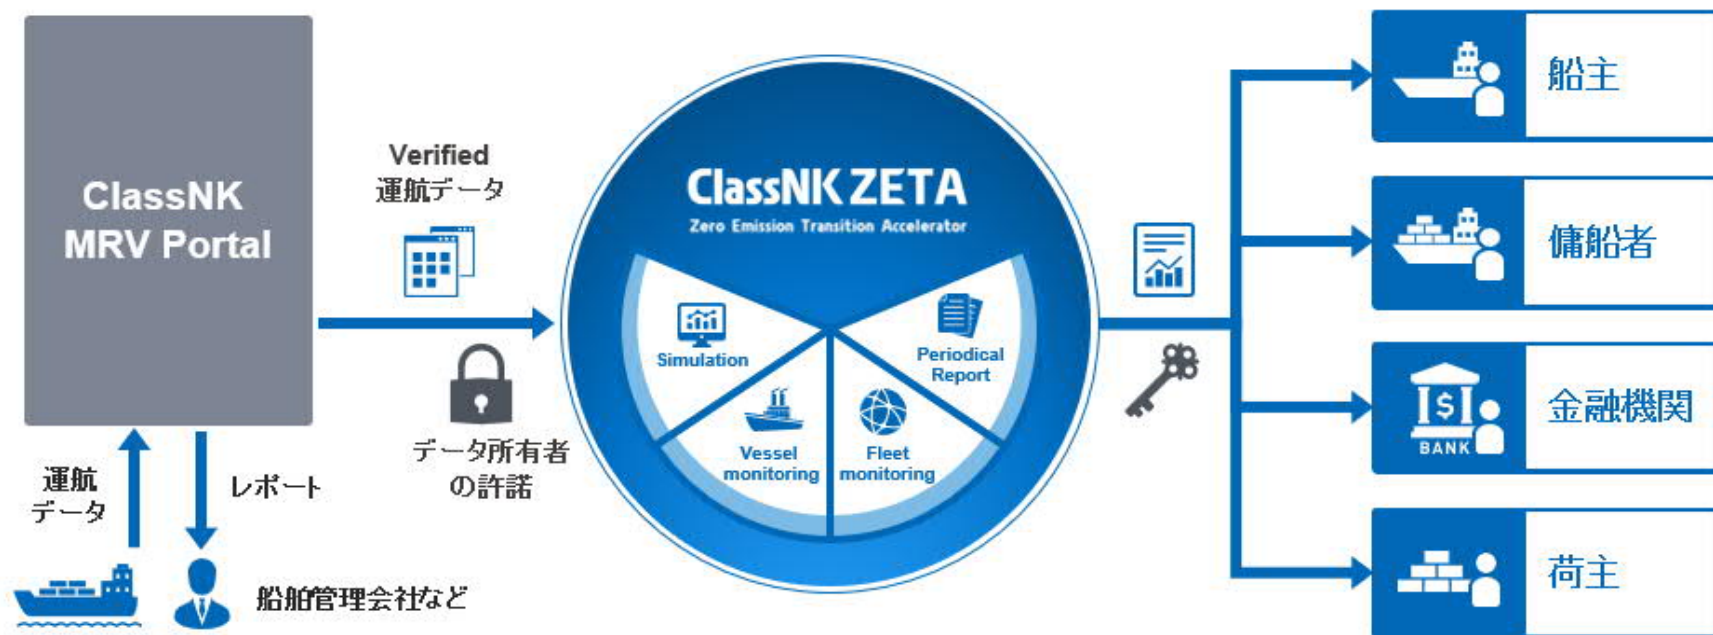 ClassNK
MRV Portal
運航
データ
レポート
船舶管理会社など
Verified
運航データ
データ所有者
の許諾
ClassNK ZETA
Zero Emission Transition Accelerator
Simulation
Vessel
monitoring
Fleet
monitoring
Periodical
Report
船主
傭船者
$
BANK
金融機関
荷主